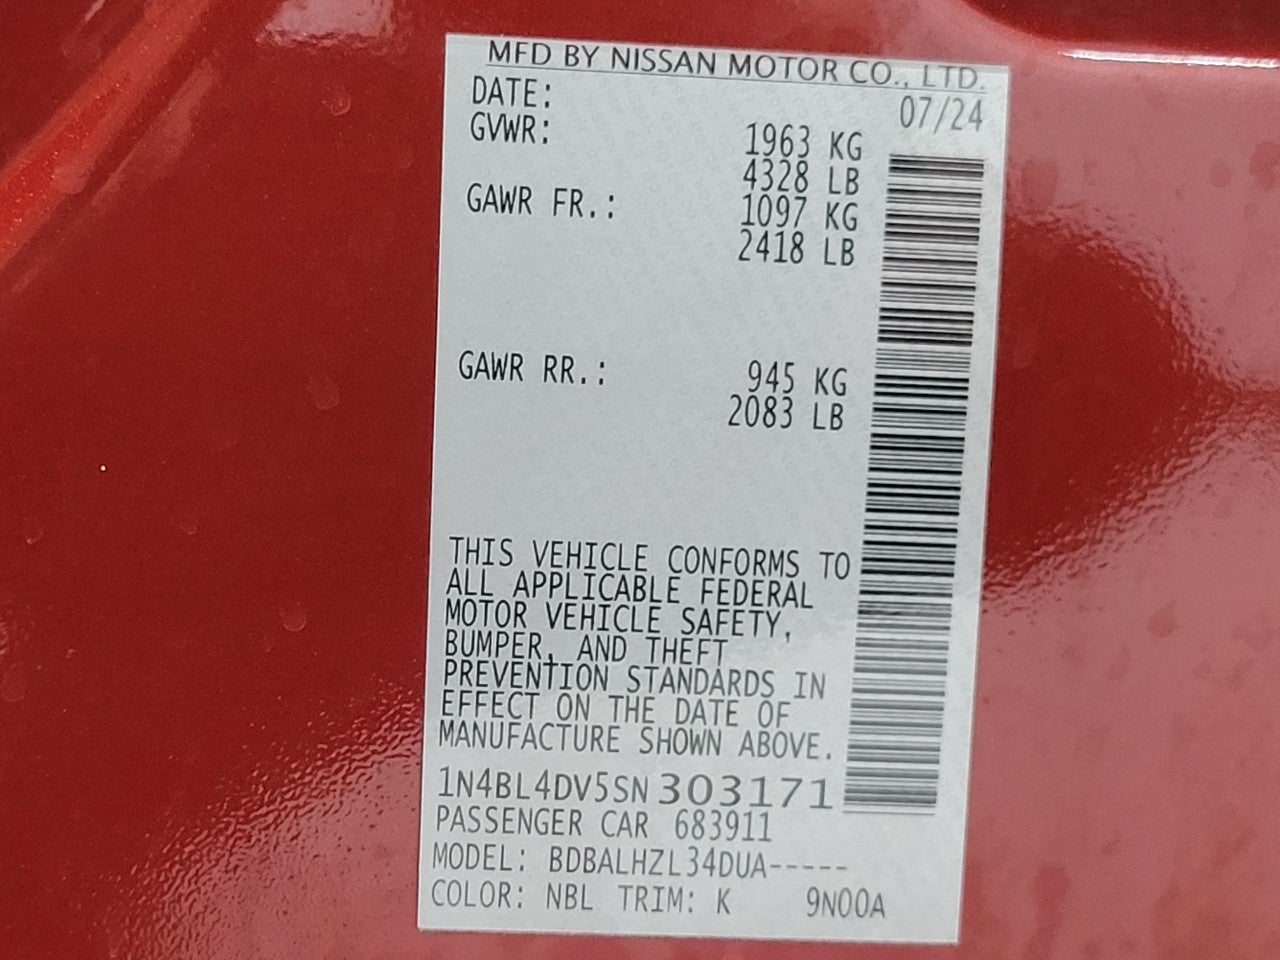 MFD BY NISSAN MOTOR CO., LTD.
DATE: 07/24
GVWR: 1963 KG
4328 LB
GAWR FR.: 1097 KG
2418 LB
GAWR RR.: 945 KG
2083 LB
THIS VEHICLE CONFORMS TO
ALL APPLICABLE FEDERAL
MOTOR VEHICLE SAFETY,
BUMPER, AND THEFT
PREVENTION STANDARDS IN
EFFECT ON THE DATE OF
MANUFACTURE SHOWN ABOVE.
1N4BL4DV5SN303171
PASSENGER CAR 683911
MODEL: BDBALHZL34DUA-----
COLOR: NBL TRIM: K 9N00A